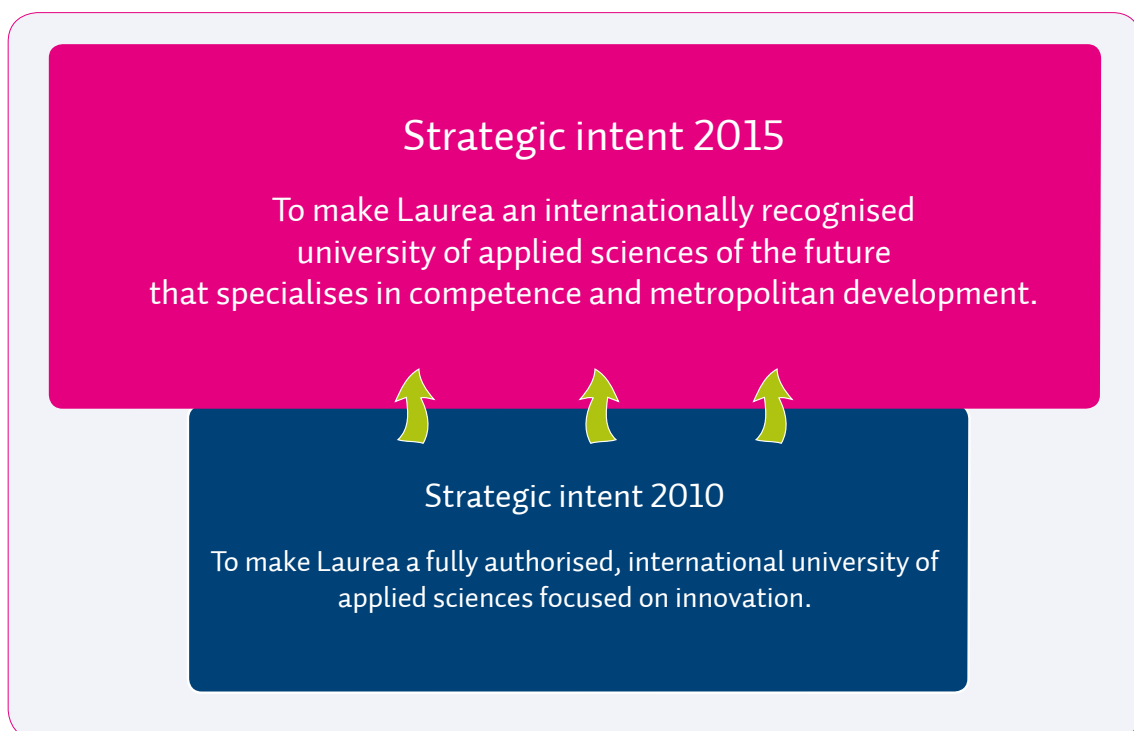 Strategic intent 2015
To make Laurea an internationally recognised
university of applied sciences of the future
that specialises in competence and metropolitan development.
Strategic intent 2010
To make Laurea a fully authorised, international university of
applied sciences focused on innovation.